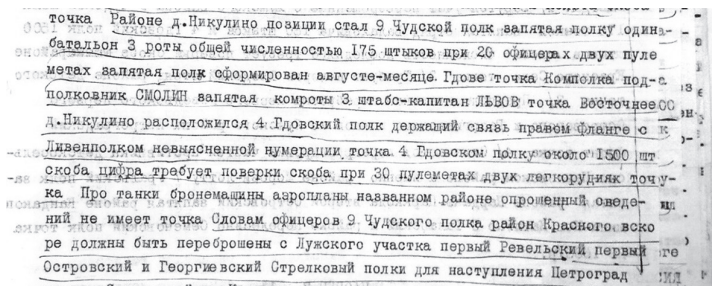 точка Районе д.Никулино позиции стал 9 Чудской полк запятая полку один
батальон 3 роты общей численностью 175 штыков при 20 офицерах двух пуле
метах запятая полк сформирован августе-месяце Гдове точка Комполка под-
полковник СМОЛИН запятая комроты 3 штабс-капитан ЛЬВОВ точка Восточнее
д.Никулино расположился 4 Гдовский полк держащий связь правом фланге с
Ливенполком невыясненной нумерации точка 4 Гдовском полку около 1500 шт
скоба цифра требует поверки скоба при 30 пулеметах двух легкорудиях точ
ка Про танки бронемашины аэропланы названном районе опрошенный сведе-
ний не имеет точка Словам офицеров 9 Чудского полка район Красного вско
ре должны быть переброшены с Лужского участка первый Ревельский первый
Островский и Георгиевский Стрелковый полки для наступления Петроград